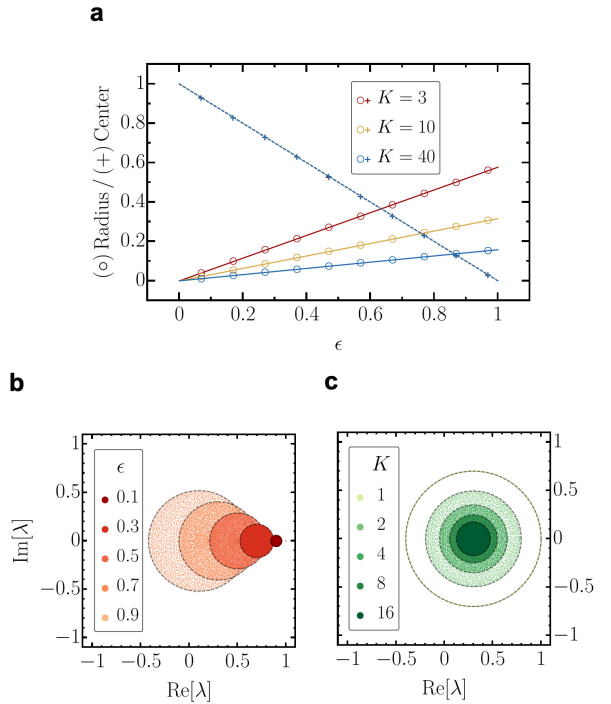 a
(○) Radius / (+) Center
1
0.8
0.6
0.4
0.2
0
0 0.2 0.4 0.6 0.8 1
ϵ
K = 3
K = 10
K = 40
b
Im[λ]
1
0.5
0
−0.5
−1
−1 −0.5 0 0.5 1
Re[λ]
ϵ
0.1
0.3
0.5
0.7
0.9
c
K
1
2
4
8
16
1
0.5
0
−0.5
−1
−1 −0.5 0 0.5 1
Re[λ]